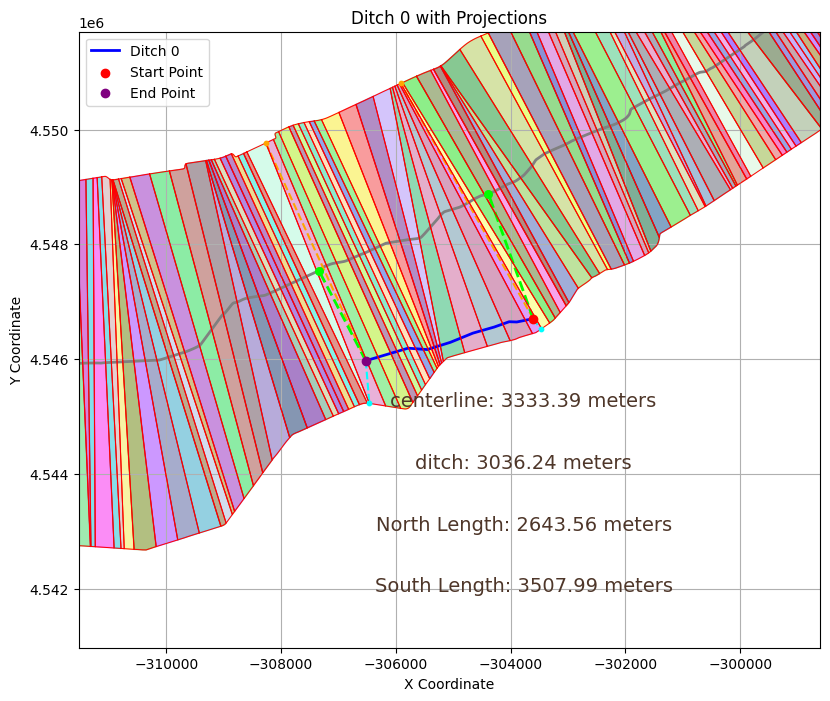 Ditch 0 with Projections
1e6
Ditch 0
Start Point
End Point
4.550
4.548
4.546
4.544
4.542
Y Coordinate
centerline: 3333.39 meters
ditch: 3036.24 meters
North Length: 2643.56 meters
South Length: 3507.99 meters
−310000 −308000 −306000 −304000 −302000 −300000
X Coordinate